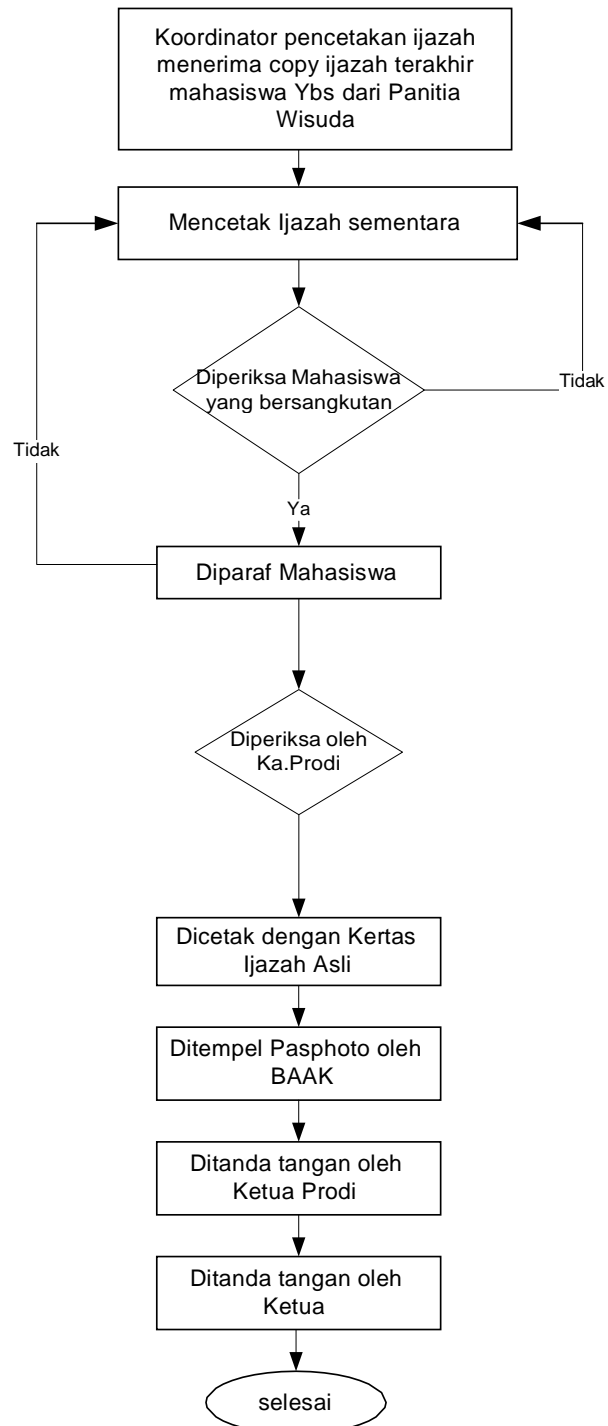 Koordinator pencetakan ijazah
menerima copy ijazah terakhir
mahasiswa Ybs dari Panitia
Wisuda
Mencetak Ijazah sementara
Diperiksa Mahasiswa
yang bersangkutan
Tidak
Tidak
Ya
Diparaf Mahasiswa
Diperiksa oleh
Ka.Prodi
Dicetak dengan Kertas
Ijazah Asli
Ditempel Pasphoto oleh
BAAK
Ditanda tangan oleh
Ketua Prodi
Ditanda tangan oleh
Ketua
selesai